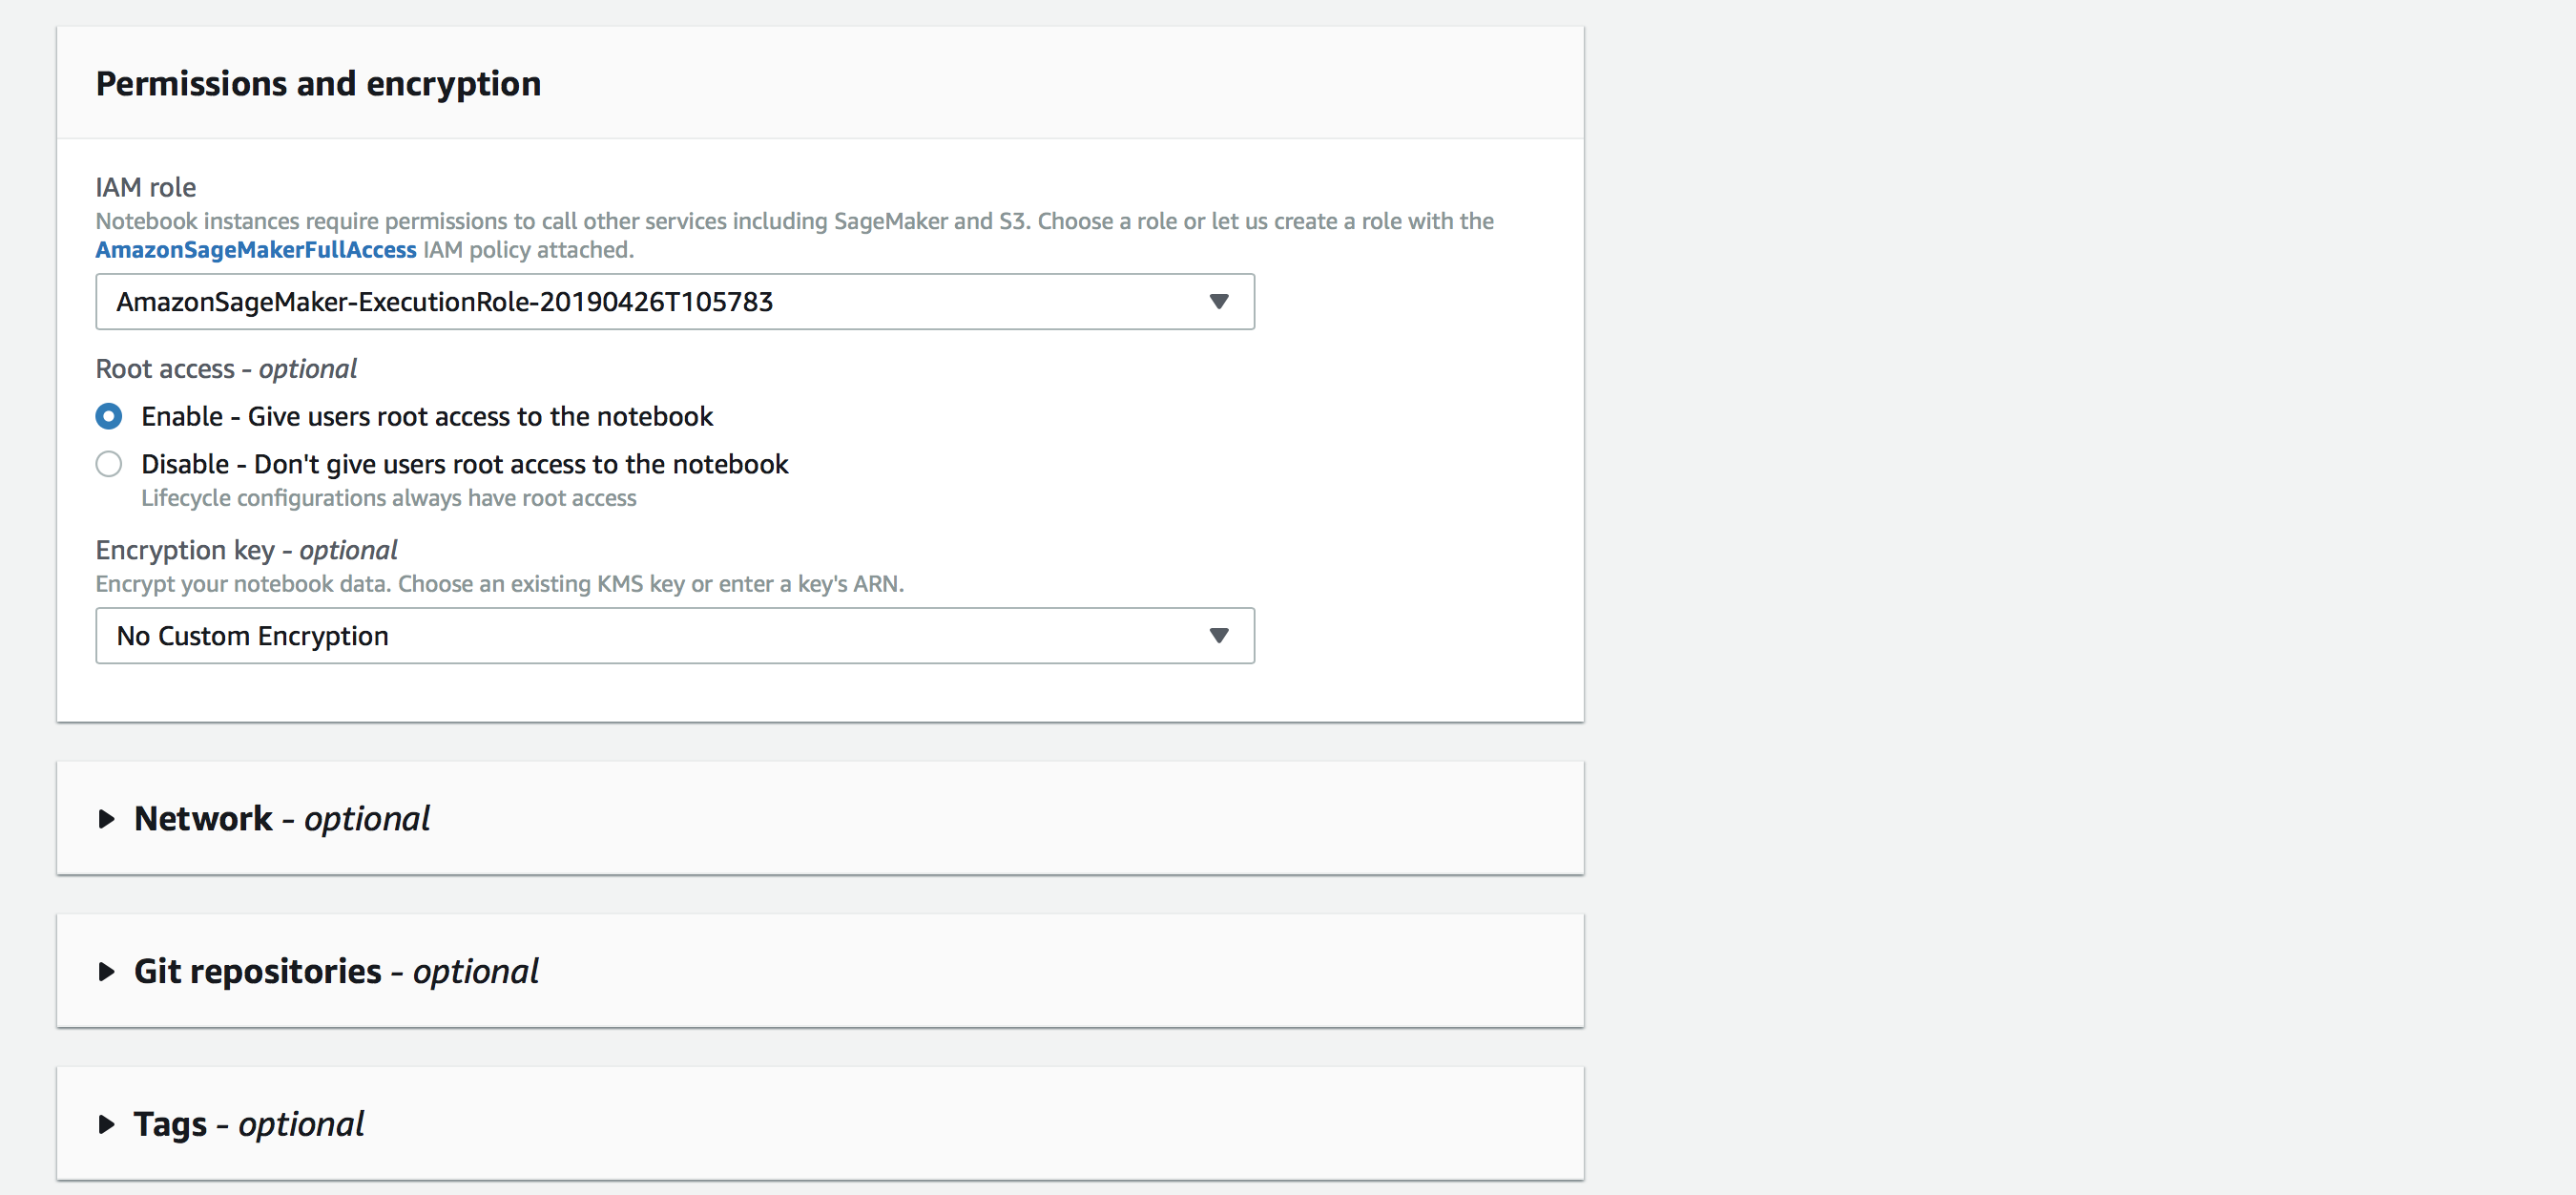 Permissions and encryption
IAM role
Notebook instances require permissions to call other services including SageMaker and S3. Choose a role or let us create a role with the
AmazonSageMakerFullAccess IAM policy attached.
AmazonSageMaker-ExecutionRole-20190426T105783
Root access - optional
Enable - Give users root access to the notebook
Disable - Don't give users root access to the notebook
Lifecycle configurations always have root access
Encryption key - optional
Encrypt your notebook data. Choose an existing KMS key or enter a key's ARN.
No Custom Encryption
Network - optional
Git repositories - optional
Tags - optional